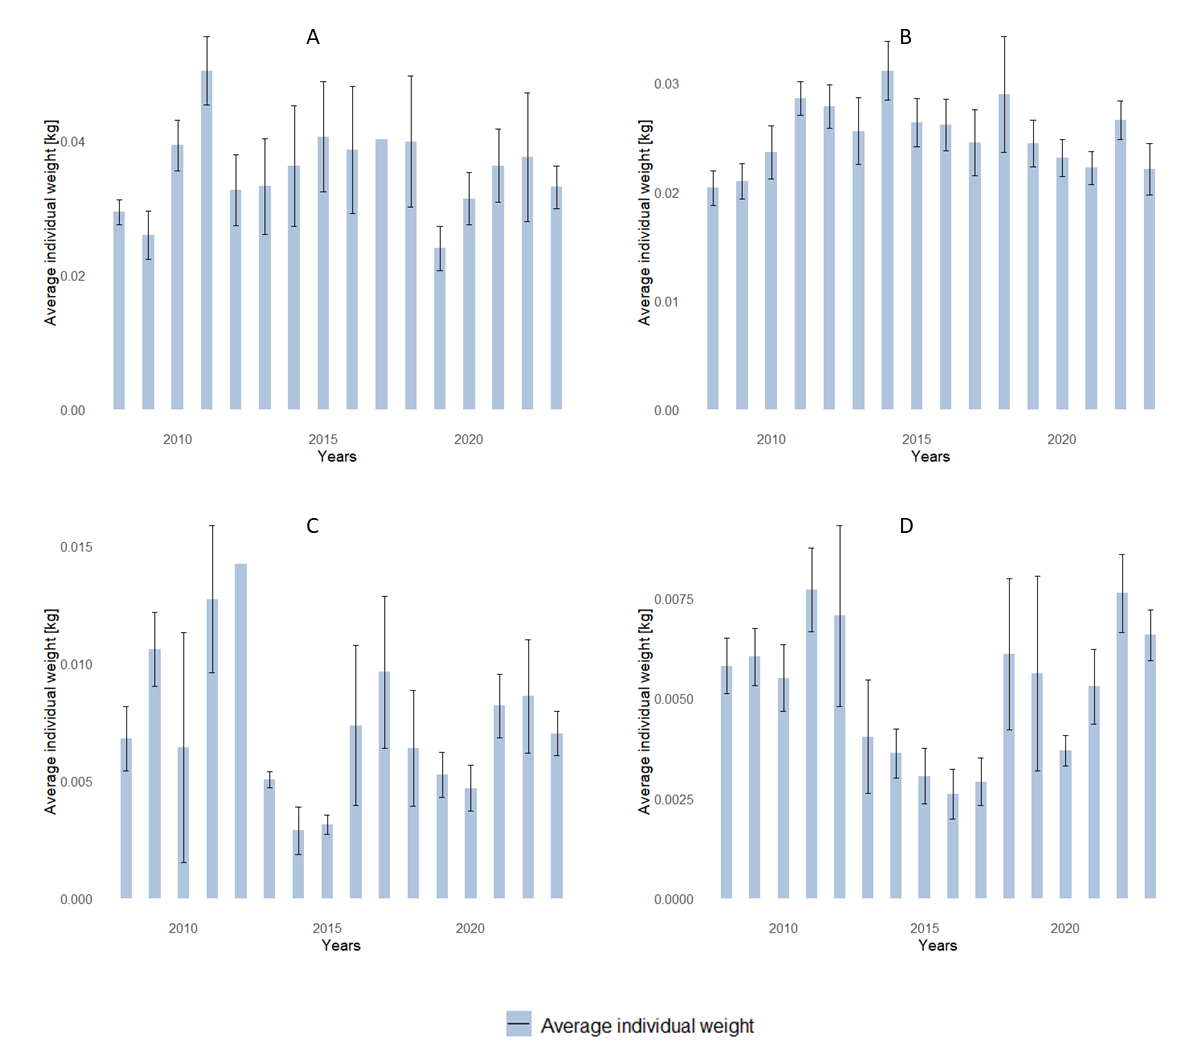 A
Average individual weight [kg]
0.04
0.02
0.00
2010
2015
2020
Years
B
Average individual weight [kg]
0.03
0.02
0.01
0.00
2010
2015
2020
Years
C
Average individual weight [kg]
0.015
0.010
0.005
0.000
2010
2015
2020
Years
D
Average individual weight [kg]
0.0075
0.0050
0.0025
0.0000
2010
2015
2020
Years
Average individual weight